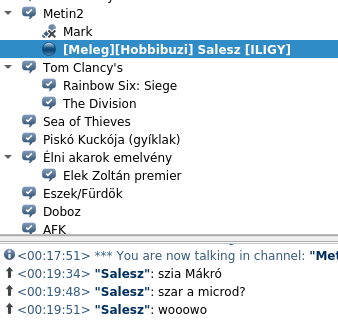 Metin2
Mark
[Meleg][Hobbibuzi] Salesz [ILIGY]
Tom Clancy's
Rainbow Six: Siege
The Division
Sea of Thieves
Piskó Kuckója (gyíklak)
Élni akarok emelvény
Elek Zoltán premier
Eszek/Fürdök
Doboz
AFK
<00:17:51> *** You are now talking in channel: "Met
<00:19:34> "Salesz": szia Mákró
<00:19:48> "Salesz": szar a microd?
<00:19:51> "Salesz": wooowo